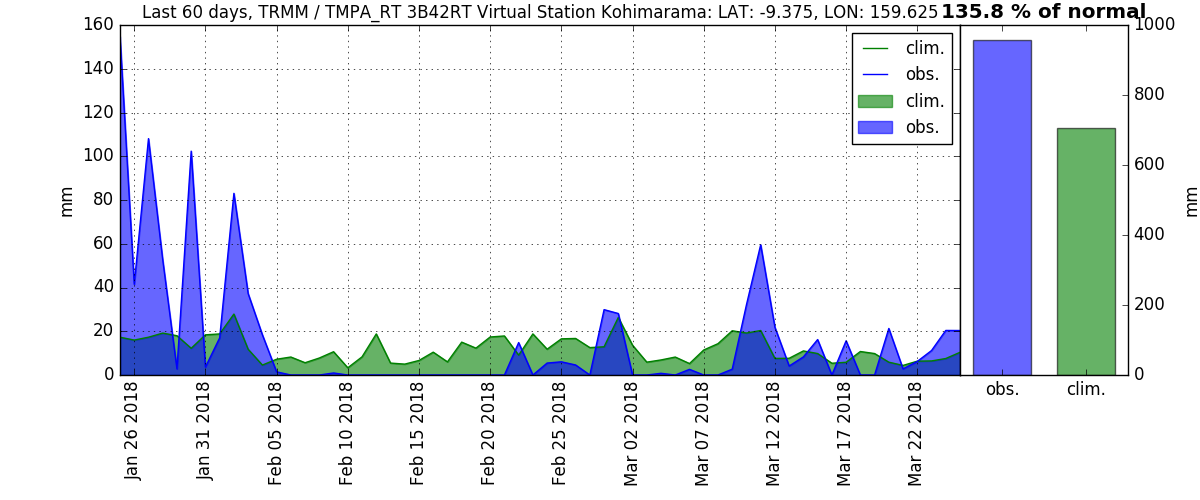 Last 60 days, TRMM / TMPA_RT 3B42RT Virtual Station Kohimarama: LAT: -9.375, LON: 159.625
135.8 % of normal
160
140
120
100
80
60
40
20
0
mm
clim.
obs.
clim.
obs.
Jan 26 2018
Jan 31 2018
Feb 05 2018
Feb 10 2018
Feb 15 2018
Feb 20 2018
Feb 25 2018
Mar 02 2018
Mar 07 2018
Mar 12 2018
Mar 17 2018
Mar 22 2018
1000
800
600
400
200
0
mm
obs.
clim.